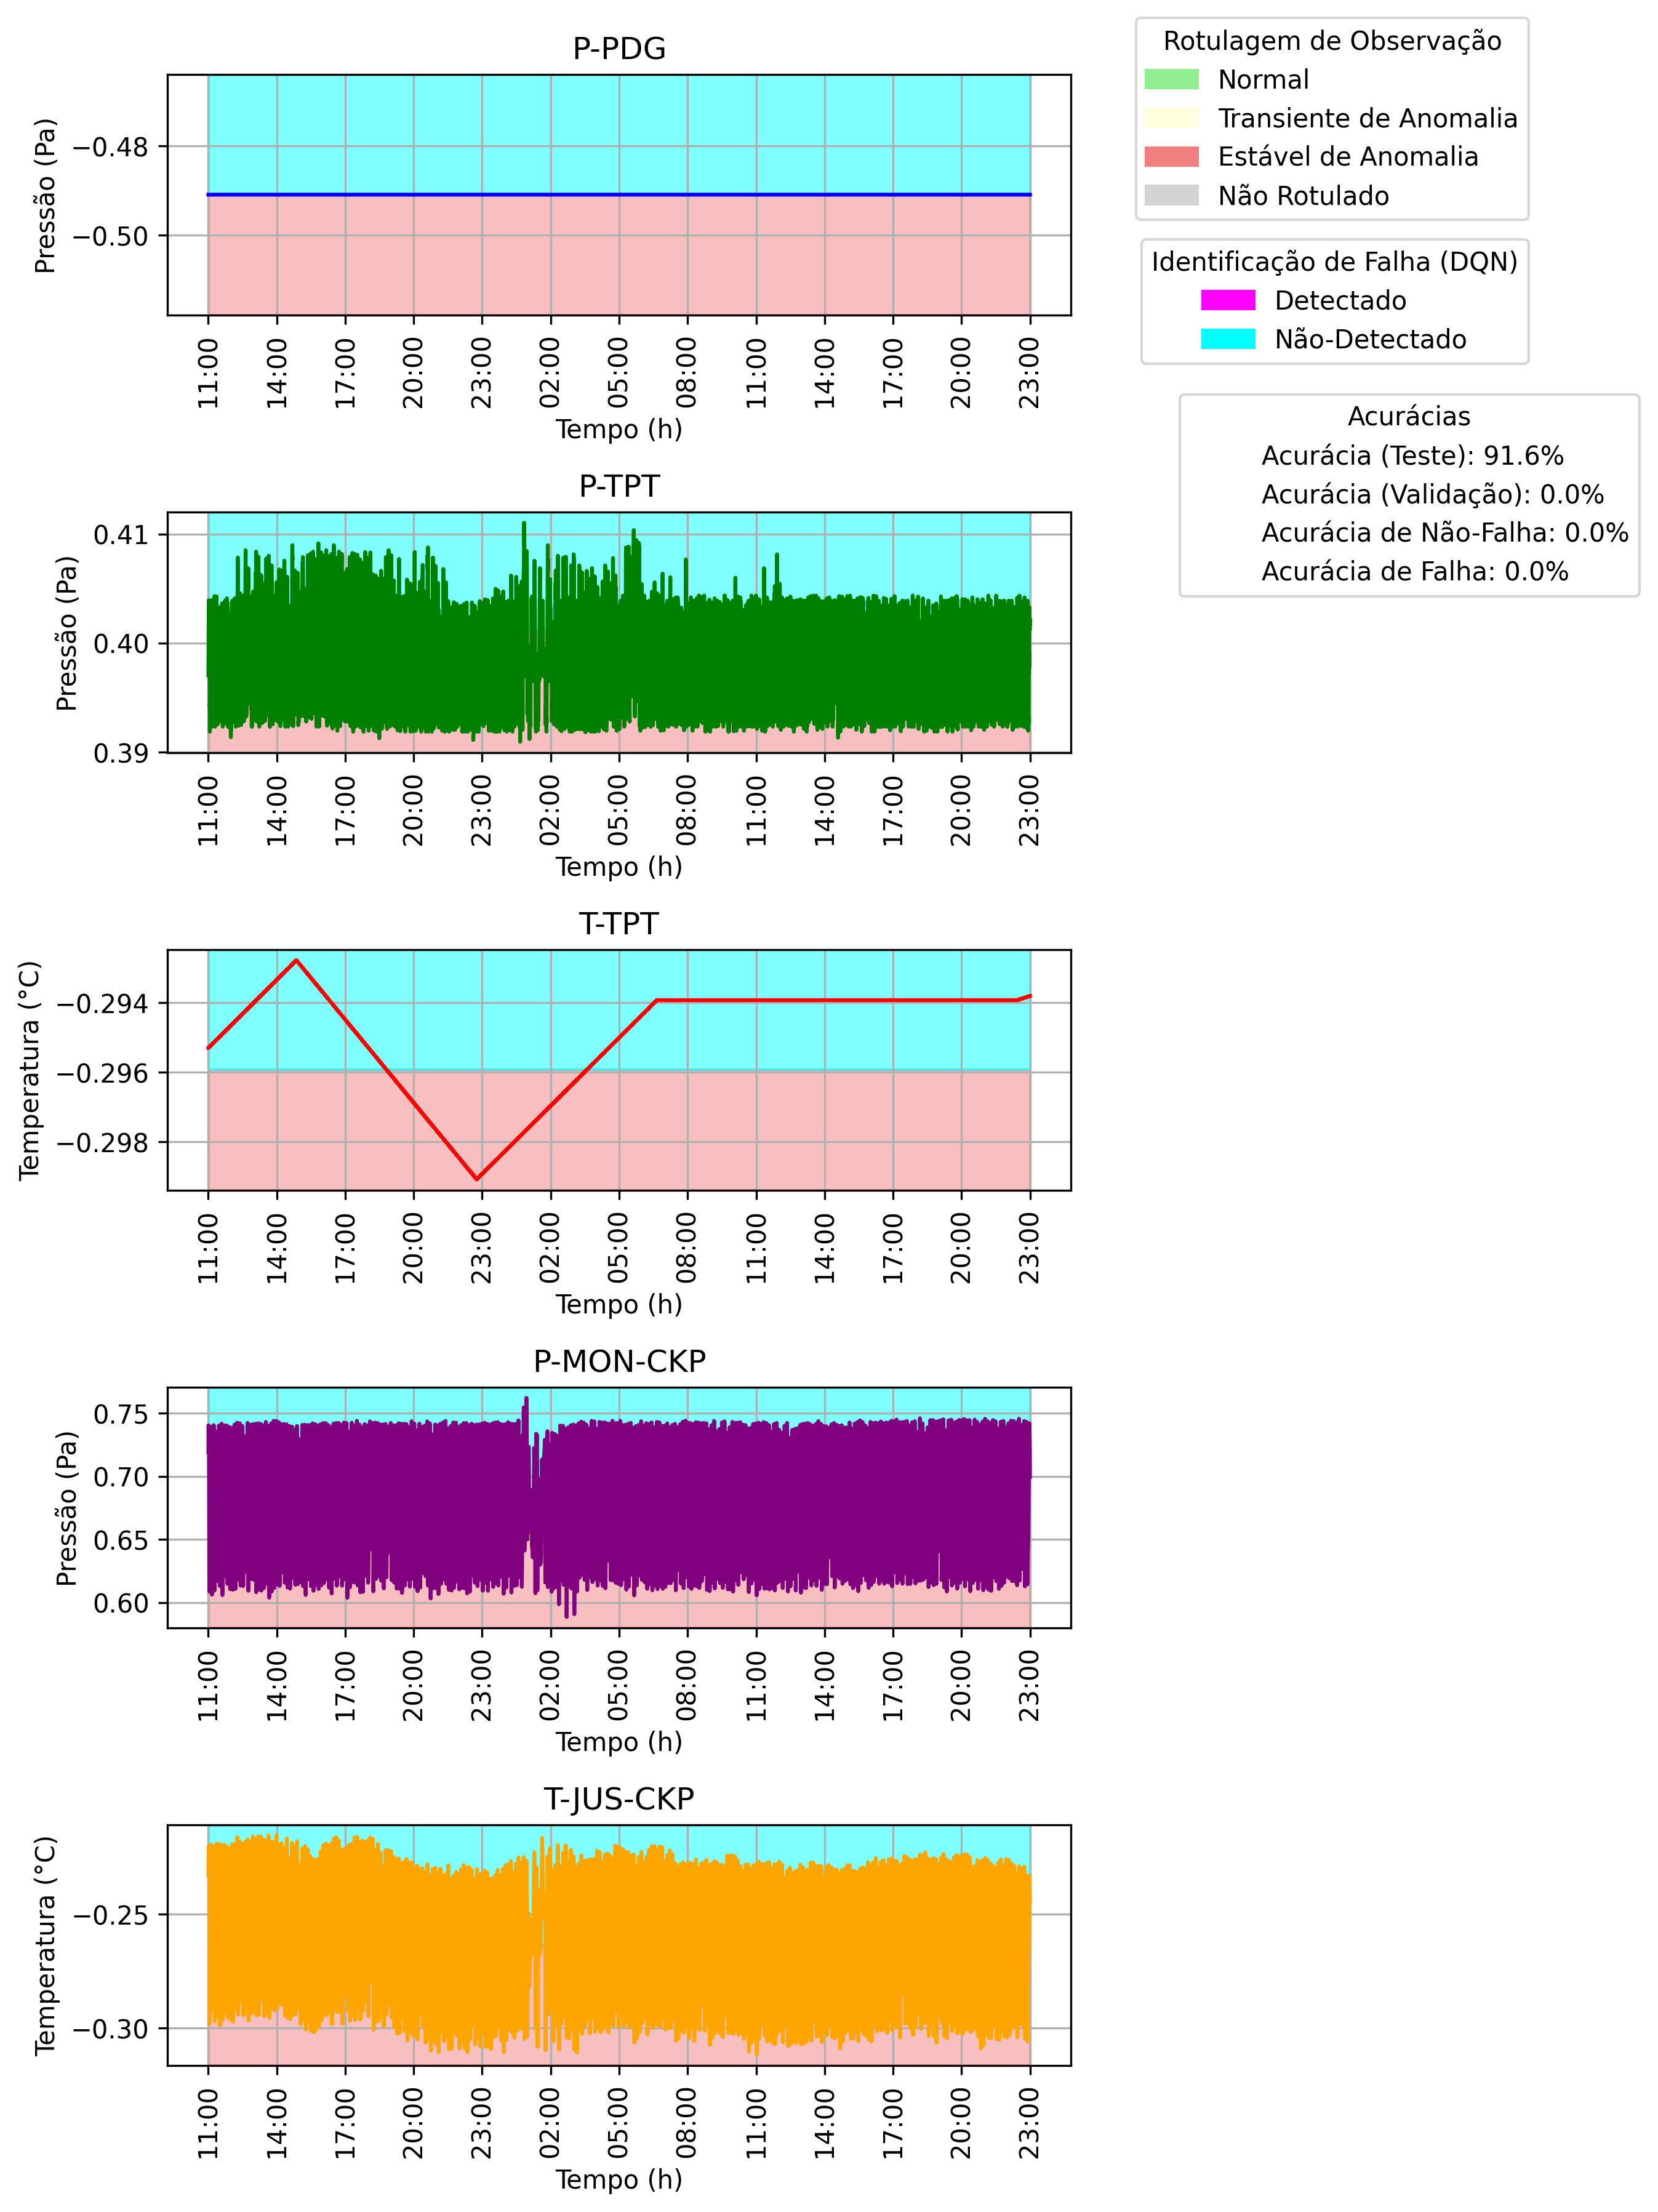 P-PDG
Pressão (Pa)
−0.48
−0.50
11:00 14:00 17:00 20:00 23:00 02:00 05:00 08:00 11:00 14:00 17:00 20:00 23:00
Tempo (h)
Rotulagem de Observação
Normal
Transiente de Anomalia
Estável de Anomalia
Não Rotulado
Identificação de Falha (DQN)
Detectado
Não-Detectado
Acurácias
Acurácia (Teste): 91.6%
Acurácia (Validação): 0.0%
Acurácia de Não-Falha: 0.0%
Acurácia de Falha: 0.0%
P-TPT
Pressão (Pa)
0.41
0.40
0.39
11:00 14:00 17:00 20:00 23:00 02:00 05:00 08:00 11:00 14:00 17:00 20:00 23:00
Tempo (h)
T-TPT
Temperatura (°C)
−0.294
−0.296
−0.298
11:00 14:00 17:00 20:00 23:00 02:00 05:00 08:00 11:00 14:00 17:00 20:00 23:00
Tempo (h)
P-MON-CKP
Pressão (Pa)
0.75
0.70
0.65
0.60
11:00 14:00 17:00 20:00 23:00 02:00 05:00 08:00 11:00 14:00 17:00 20:00 23:00
Tempo (h)
T-JUS-CKP
Temperatura (°C)
−0.25
−0.30
11:00 14:00 17:00 20:00 23:00 02:00 05:00 08:00 11:00 14:00 17:00 20:00 23:00
Tempo (h)